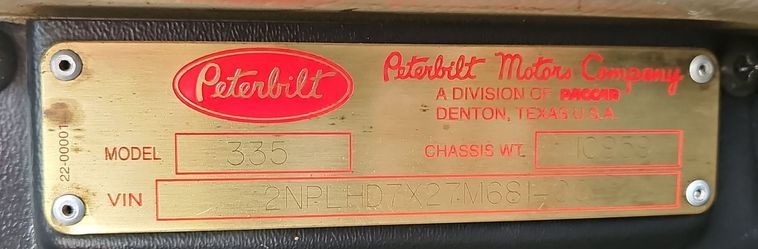 Peterbilt
Peterbilt Motors Company
A DIVISION OF PACCAR
DENTON, TEXAS U.S.A.
MODEL 335
CHASSIS WT.
VIN
22-00001